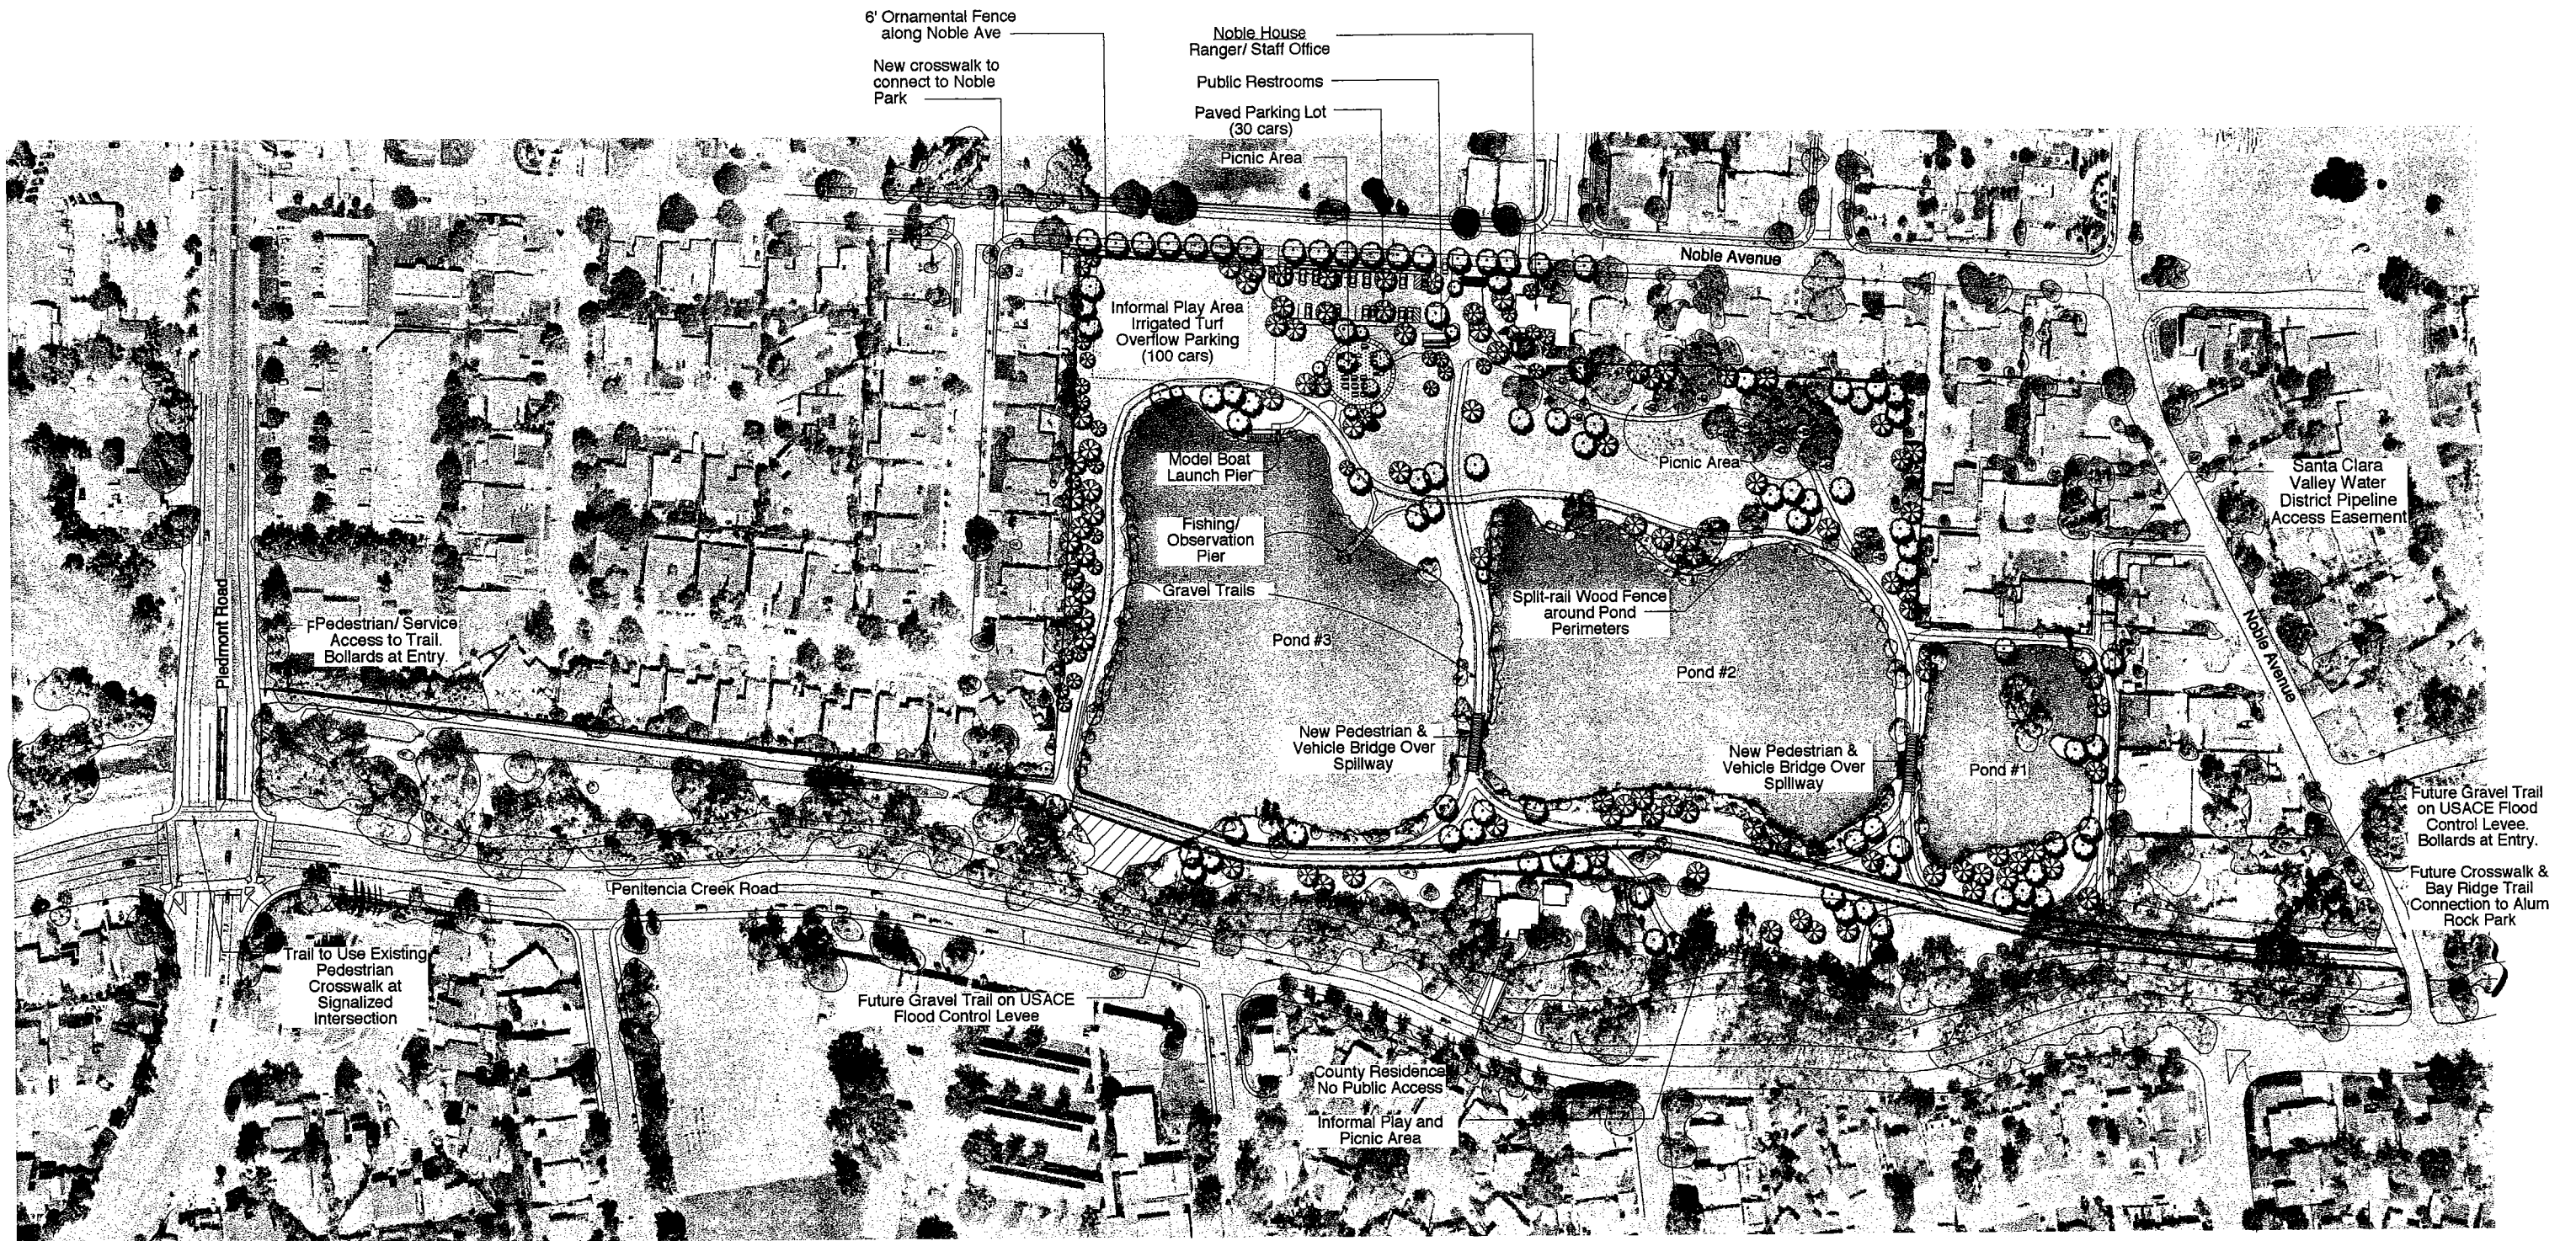 6' Ornamental Fence
along Noble Ave
New crosswalk to
connect to Noble
Park
Noble House
Ranger/ Staff Office
Public Restrooms
Paved Parking Lot
(30 cars)
Picnic Area
Noble Avenue
Informal Play Area
Irrigated Turf
Overflow Parking
(100 cars)
Model Boat
Launch Pier
Picnic Area
Santa Clara
Valley Water
District Pipeline
Access Easement
Fishing/
Observation
Pier
Gravel Trails
Split-rail Wood Fence
around Pond
Perimeters
Piedmont Road
Pedestrian/ Service
Access to Trail.
Bollards at Entry.
Pond #3
Pond #2
Noble Avenue
New Pedestrian &
Vehicle Bridge Over
Spillway
New Pedestrian &
Vehicle Bridge Over
Spillway
Pond #1
Future Gravel Trail
on USACE Flood
Control Levee.
Bollards at Entry.
Future Crosswalk &
Bay Ridge Trail
Connection to Alum
Rock Park
Penitencia Creek Road
Trail to Use Existing
Pedestrian
Crosswalk at
Signalized
Intersection
Future Gravel Trail on USACE
Flood Control Levee
County Residence
No Public Access
Informal Play and
Picnic Area